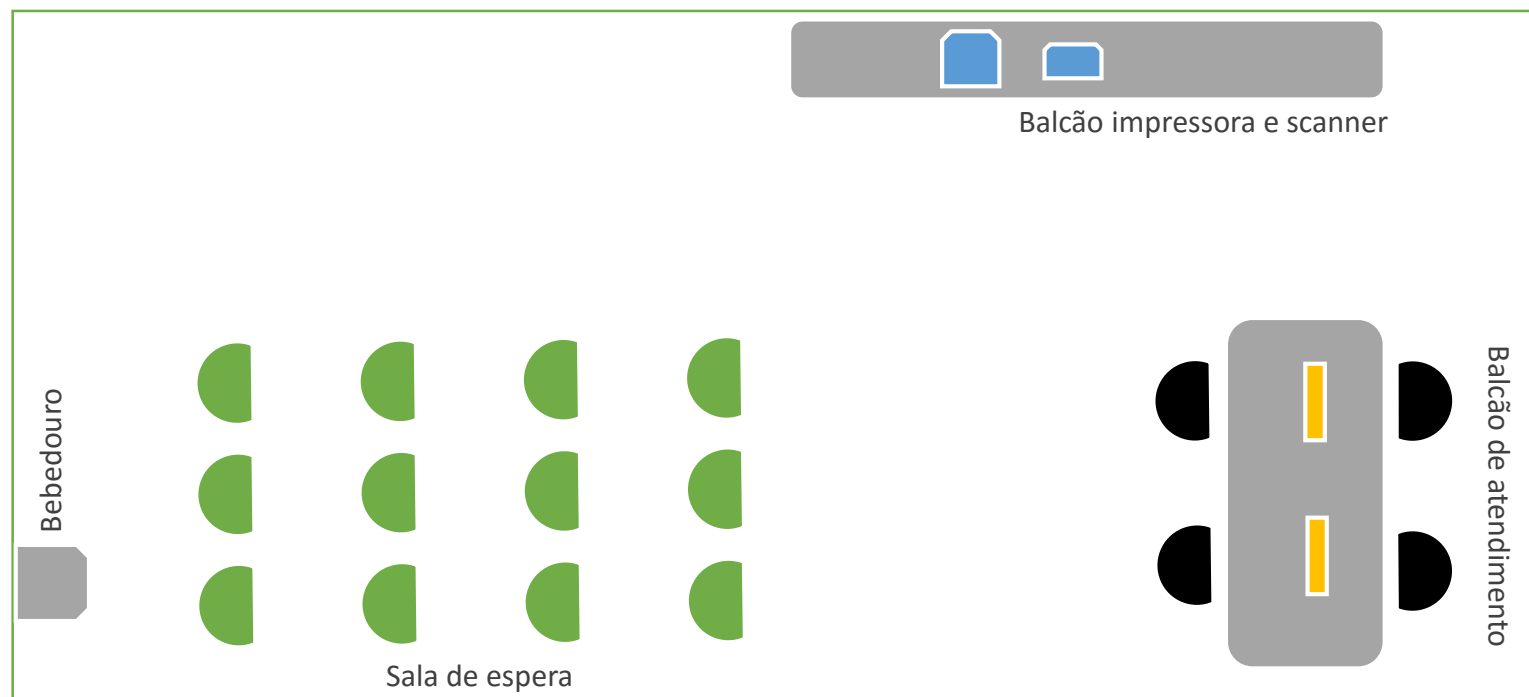 Balcão impressora e scanner
Bebedouro
Balcão de atendimento
Sala de espera